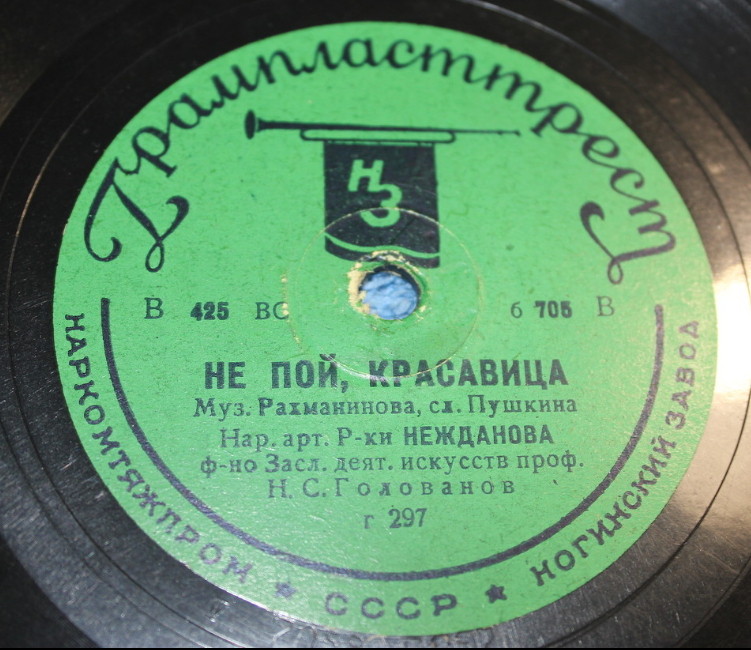 Грампласттрест
НЗ
В 425 ВС
б 705 В
НЕ ПОЙ, КРАСАВИЦА
Муз. Рахманинова, сл. Пушкина
Нар. арт. Р-ки НЕЖДАНОВА
ф-но Засл. деят. искусств проф.
Н. С. Голованов
г 297
НАРКОМТЯЖПРОМ ★ СССР ★ НОГИНСКИЙ ЗАВОД